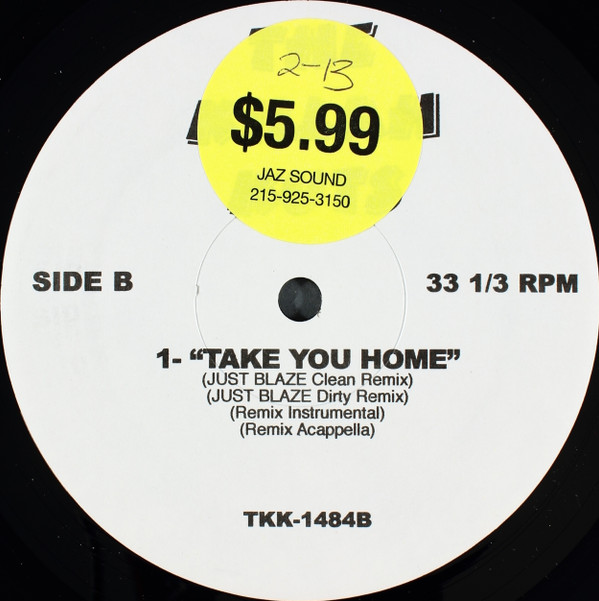 2-13
$5.99
JAZ SOUND
215-925-3150
SIDE B
33 1/3 RPM
1- “TAKE YOU HOME”
(JUST BLAZE Clean Remix)
(JUST BLAZE Dirty Remix)
(Remix Instrumental)
(Remix Acappella)
TKK-1484B